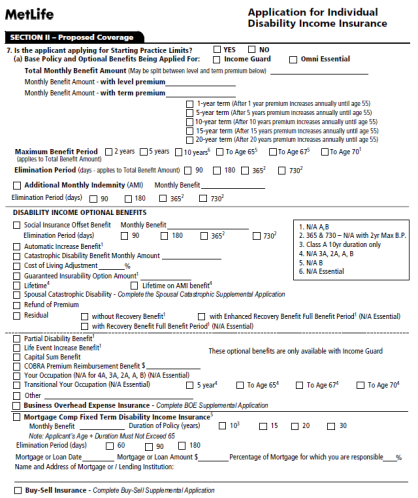 MetLife
Application for Individual
Disability Income Insurance
SECTION II – Proposed Coverage
7. Is the applicant applying for Starting Practice Limits? YES NO
(a) Base Policy and Optional Benefits Being Applied For: Income Guard Omni Essential
Total Monthly Benefit Amount (May be split between level and term premium below)
Monthly Benefit Amount - with level premium
Monthly Benefit Amount - with term premium
1-year term (After 1 year premium increases annually until age 55)
5-year term (After 5 years premium increases annually until age 55)
10-year term (After 10 years premium increases annually until age 55)
15-year term (After 15 years premium increases annually until age 55)
20-year term (After 20 years premium increases annually until age 55)
Maximum Benefit Period 2 years 5 years 10 years⁶ To Age 65⁵ To Age 67⁵ To Age 70¹
(applies to Total Benefit Amount)
Elimination Period (days - applies to Total Benefit Amount) 90 180 365² 730²
Additional Monthly Indemnity (AMI) Monthly Benefit
Elimination Period (days) 90 180 365² 730²
DISABILITY INCOME OPTIONAL BENEFITS
Social Insurance Offset Benefit Monthly Benefit
Elimination Period (days) 90 180 365² 730²
Automatic Increase Benefit¹
Catastrophic Disability Benefit Monthly Amount
Cost of Living Adjustment %
Guaranteed Insurability Option Amount¹
Lifetime⁴ Lifetime on AMI benefit⁴
Spousal Catastrophic Disability - Complete the Spousal Catastrophic Supplemental Application
Refund of Premium
Residual without Recovery Benefit¹ with Enhanced Recovery Benefit Full Benefit Period¹ (N/A Essential)
with Recovery Benefit Full Benefit Period¹ (N/A Essential)
1. N/A A,B
2. 365 & 730 – N/A with 2yr Max B.P.
3. Class A 10yr duration only
4. N/A 3A, 2A, A, B
5. N/A B
6. N/A Essential
Partial Disability Benefit¹
Life Event Increase Benefit¹
Capital Sum Benefit
COBRA Premium Reimbursement Benefit $
These optional benefits are only available with Income Guard
Your Occupation (N/A for 4A, 3A, 2A, A, B) (N/A Essential)
Transitional Your Occupation (N/A Essential) 5 year⁴ To Age 65⁴ To Age 67⁴ To Age 70⁴
Other
Business Overhead Expense Insurance - Complete BOE Supplemental Application
Mortgage Comp Fixed Term Disability Income Insurance³
Monthly Benefit Duration of Policy (years) 10³ 15 20 30
Note: Applicant's Age + Duration Must Not Exceed 65
Elimination Period (days) 60 90 180
Mortgage or Loan Date Mortgage or Loan Amount $ Percentage of Mortgage for which you are responsible %
Name and Address of Mortgage or / Lending Institution:
Buy-Sell Insurance - Complete Buy-Sell Supplemental Application